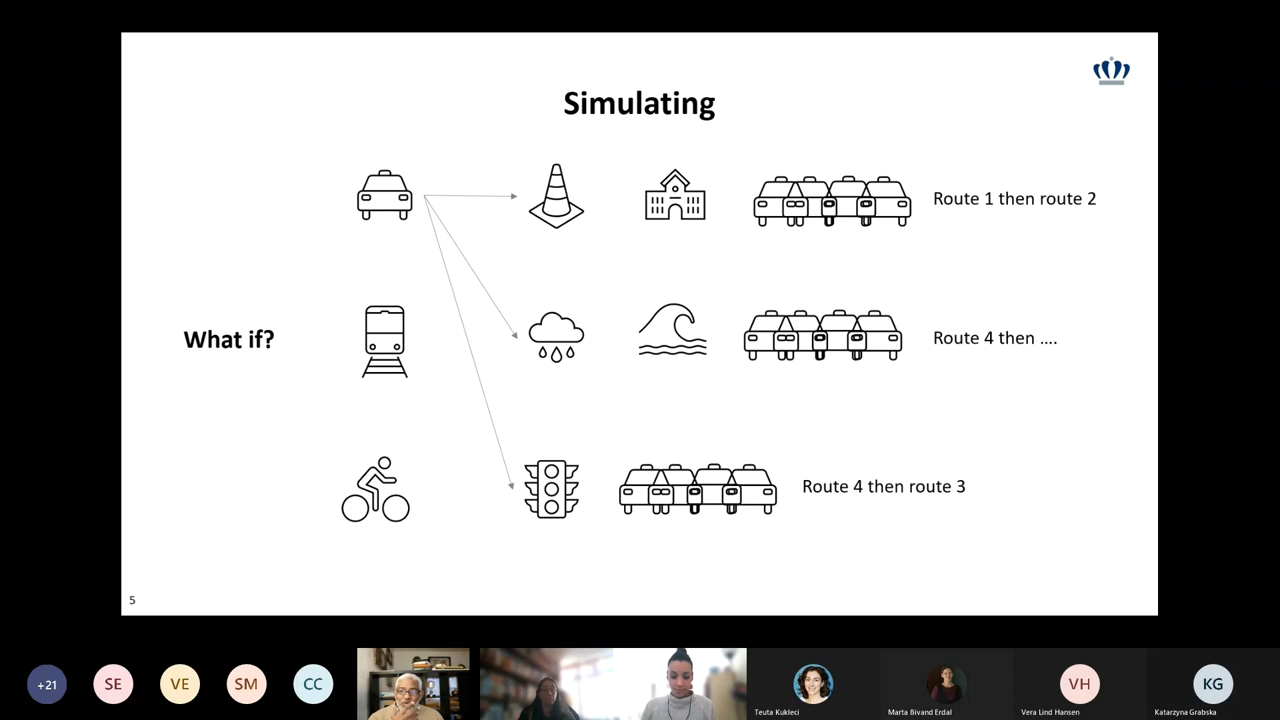 Simulating
Route 1 then route 2
What if?
Route 4 then ....
Route 4 then route 3
5
+21
SE
VE
SM
CC
Teuta Kukleci
Marta Bivand Erdal
VH
Vera Lind Hansen
KG
Katarzyna Grabska